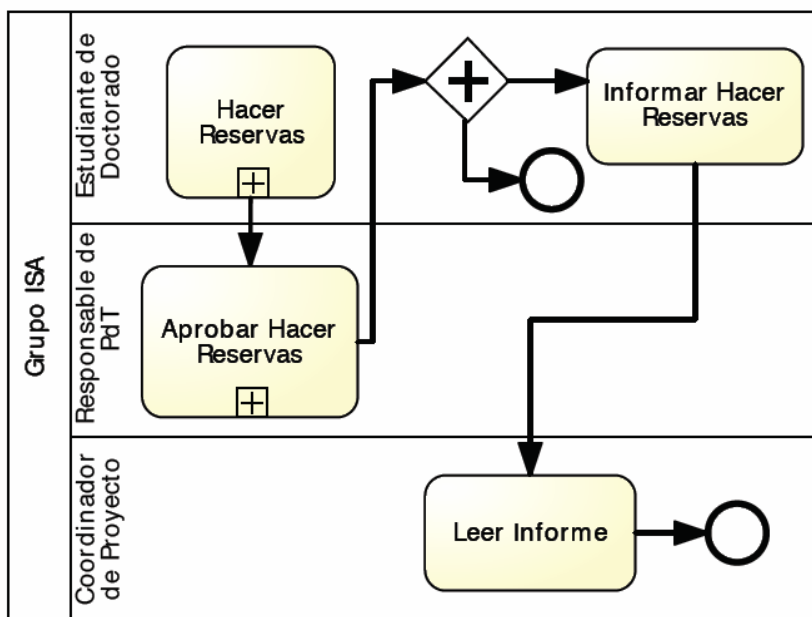 Grupo ISA
Estudiante de
Doctorado
Hacer
Reservas
Informar Hacer
Reservas
Responsable de
PdT
Aprobar Hacer
Reservas
Coordinador
de Proyecto
Leer Informe